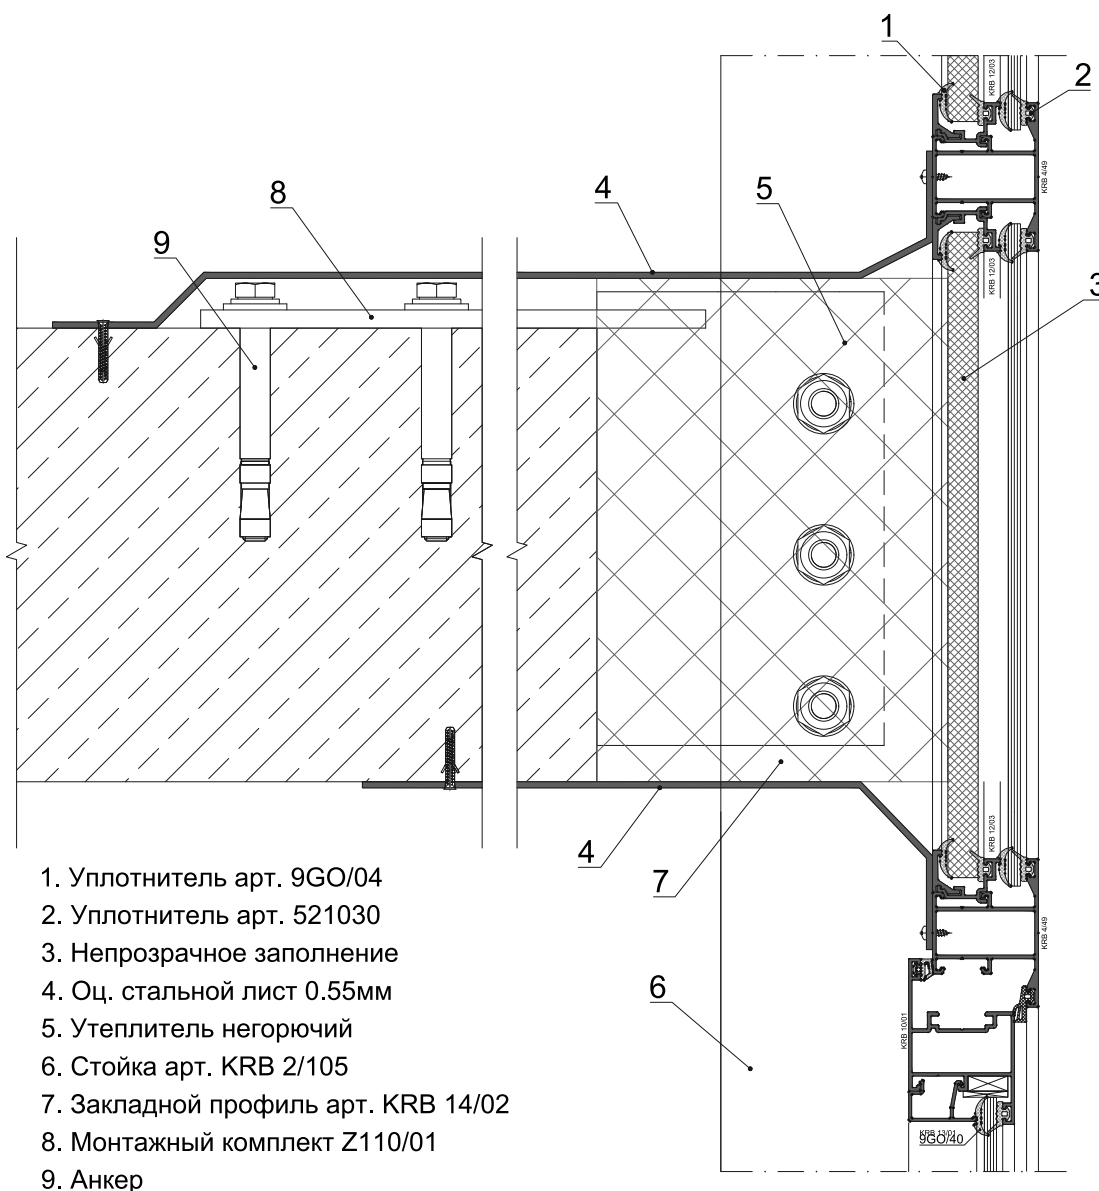 1
KRB 12/03
2
KRB 4/49
8
4
5
9
KRB 12/03
3
KRB 12/03
4
7
KRB 4/49
6
KRB 10/01
KRB 13/01
9GO/40
1. Уплотнитель арт. 9GO/04
2. Уплотнитель арт. 521030
3. Непрозрачное заполнение
4. Оц. стальной лист 0.55мм
5. Утеплитель негорючий
6. Стойка арт. KRB 2/105
7. Закладной профиль арт. KRB 14/02
8. Монтажный комплект Z110/01
9. Анкер